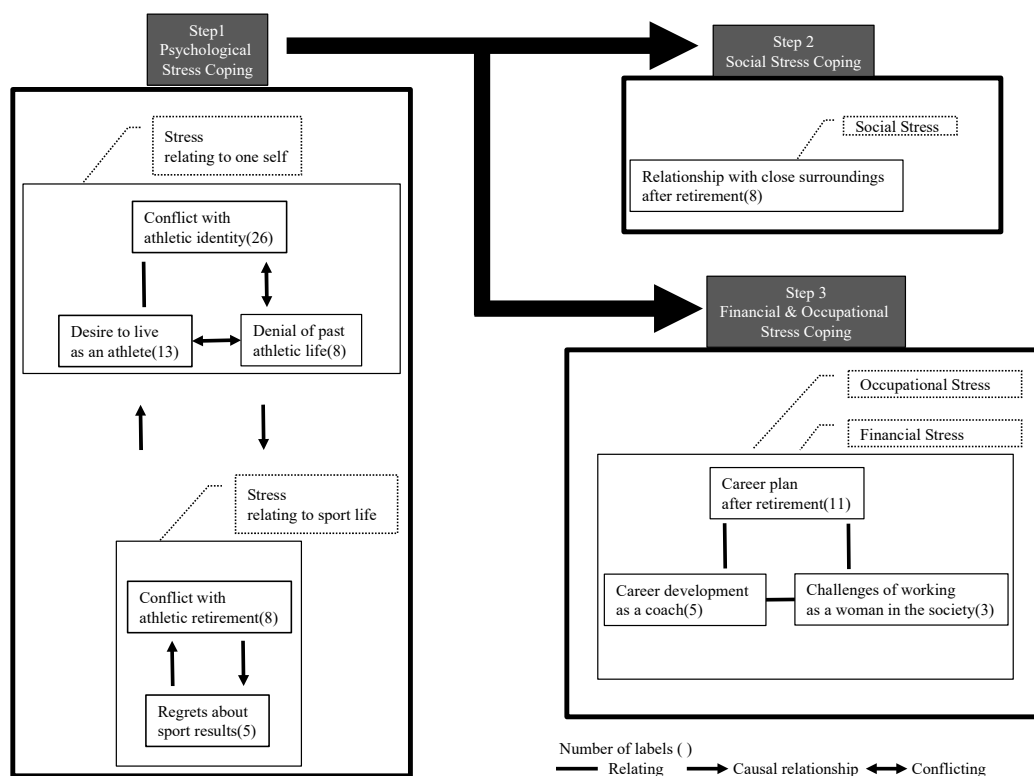 Step1
Psychological
Stress Coping
Step 2
Social Stress Coping
Stress
relating to one self
Social Stress
Relationship with close surroundings
after retirement(8)
Conflict with
athletic identity(26)
Desire to live
as an athlete(13)
Denial of past
athletic life(8)
Step 3
Financial & Occupational
Stress Coping
Occupational Stress
Financial Stress
Stress
relating to sport life
Career plan
after retirement(11)
Conflict with
athletic retirement(8)
Career development
as a coach(5)
Challenges of working
as a woman in the society(3)
Regrets about
sport results(5)
Number of labels ( )
Relating
Causal relationship
Conflicting